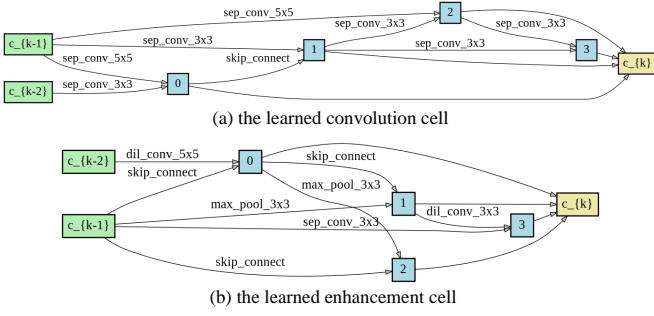 sep_conv_5x5
2
c_{k-1}
sep_conv_3x3
sep_conv_3x3
sep_conv_3x3
1
sep_conv_3x3
3
sep_conv_5x5
skip_connect
c_{k}
c_{k-2}
sep_conv_3x3
0
(a) the learned convolution cell
c_{k-2}
dil_conv_5x5
0
skip_connect
skip_connect
max_pool_3x3
max_pool_3x3
1
c_{k}
c_{k-1}
dil_conv_3x3
sep_conv_3x3
3
skip_connect
2
(b) the learned enhancement cell